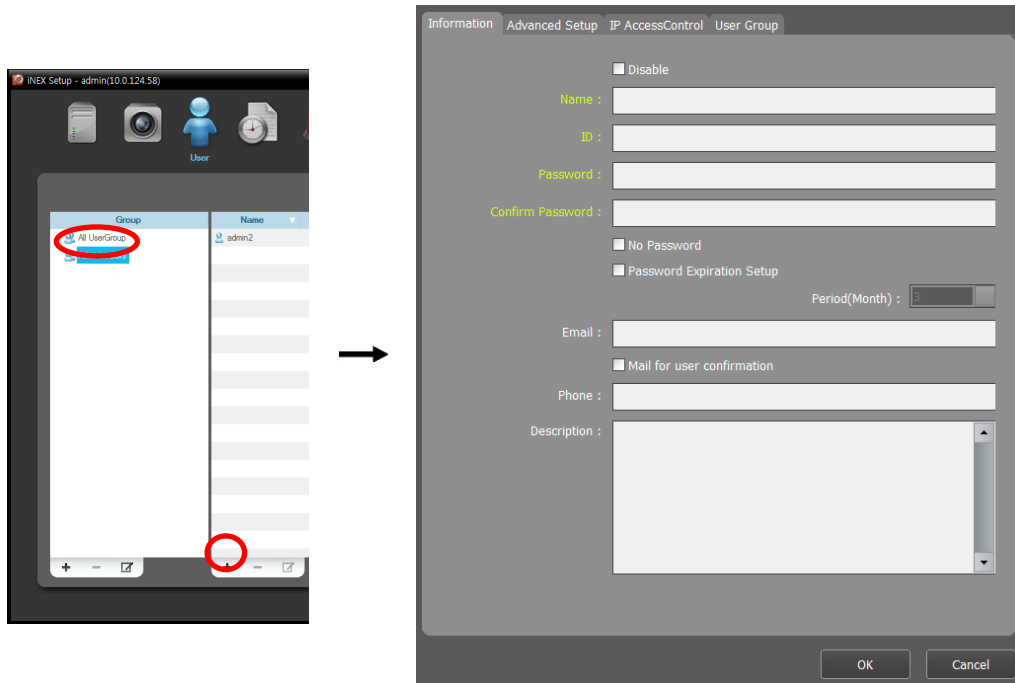 iNEX Setup - admin(10.0.124.58)
User
Group
Name
All UserGroup
admin2
Information
Advanced Setup
IP AccessControl
User Group
Disable
Name :
ID :
Password :
Confirm Password :
No Password
Password Expiration Setup
Period(Month) :
3
Email :
Mail for user confirmation
Phone :
Description :
OK
Cancel